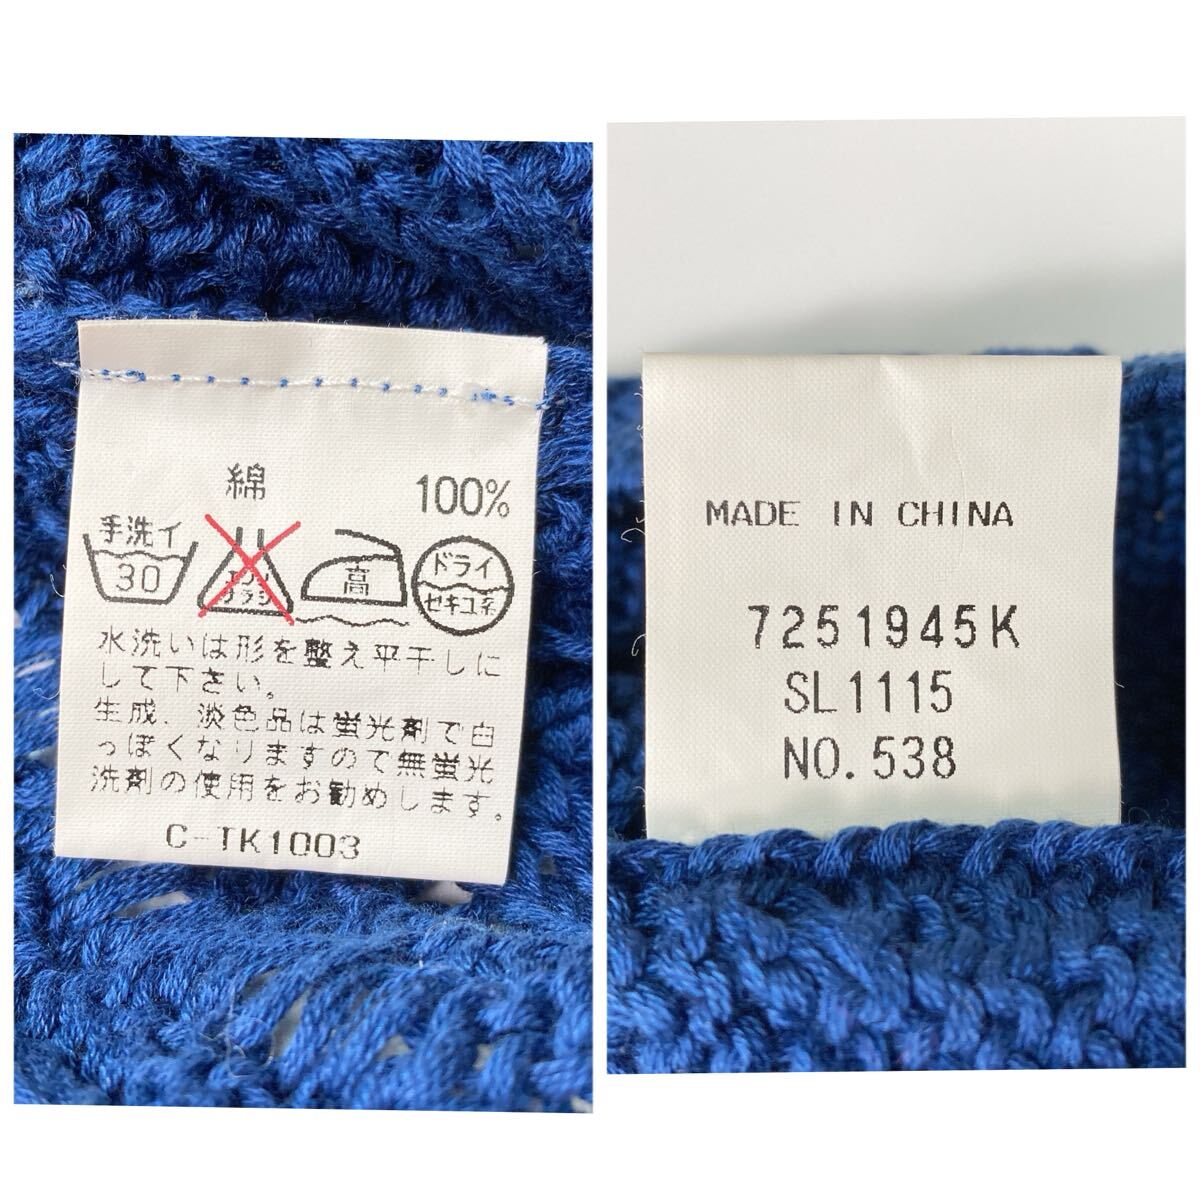 綿 100%
手洗イ
30
エンソ
サラシ
高
ドライ
セキユ系
水洗いは形を整え平干しに
して下さい。
生成、淡色品は蛍光剤で白
っぽくなりますので無蛍光
洗剤の使用をお勧めします。
C-TK1003
MADE IN CHINA
7251945K
SL1115
NO.538